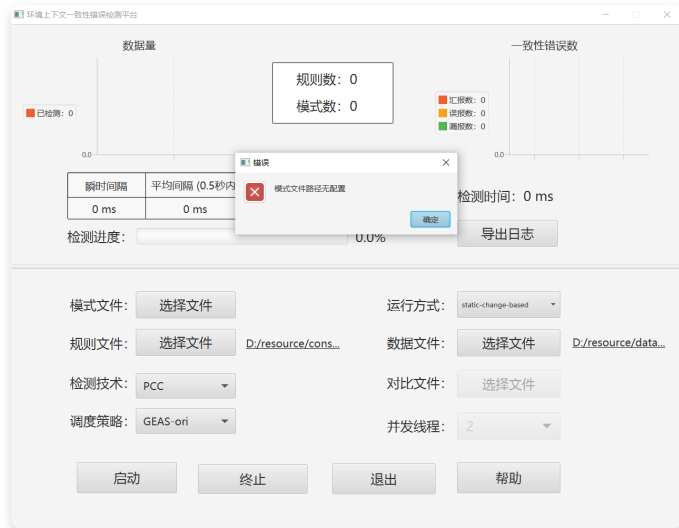 环境上下文一致性错误检测平台
数据量
一致性错误数
规则数：0
模式数：0
已检测：0
汇报数：0
误报数：0
漏报数：0
0.0
0.0
错误
模式文件路径无配置
确定
瞬时间隔 平均间隔 (0.5秒内
0 ms 0 ms
检测时间：0 ms
检测进度： 0.0%
导出日志
模式文件： 选择文件 运行方式： static-change-based
规则文件： 选择文件 D:/resource/cons... 数据文件： 选择文件 D:/resource/data...
检测技术： PCC 对比文件： 选择文件
调度策略： GEAS-ori 并发线程： 2
启动 终止 退出 帮助